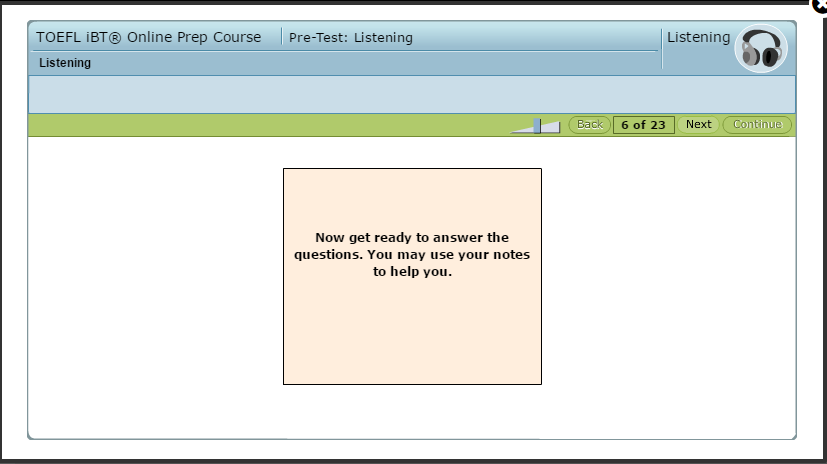 TOEFL iBT® Online Prep Course
Pre-Test: Listening
Listening
Listening
Back
6 of 23
Next
Continue
Now get ready to answer the
questions. You may use your notes
to help you.